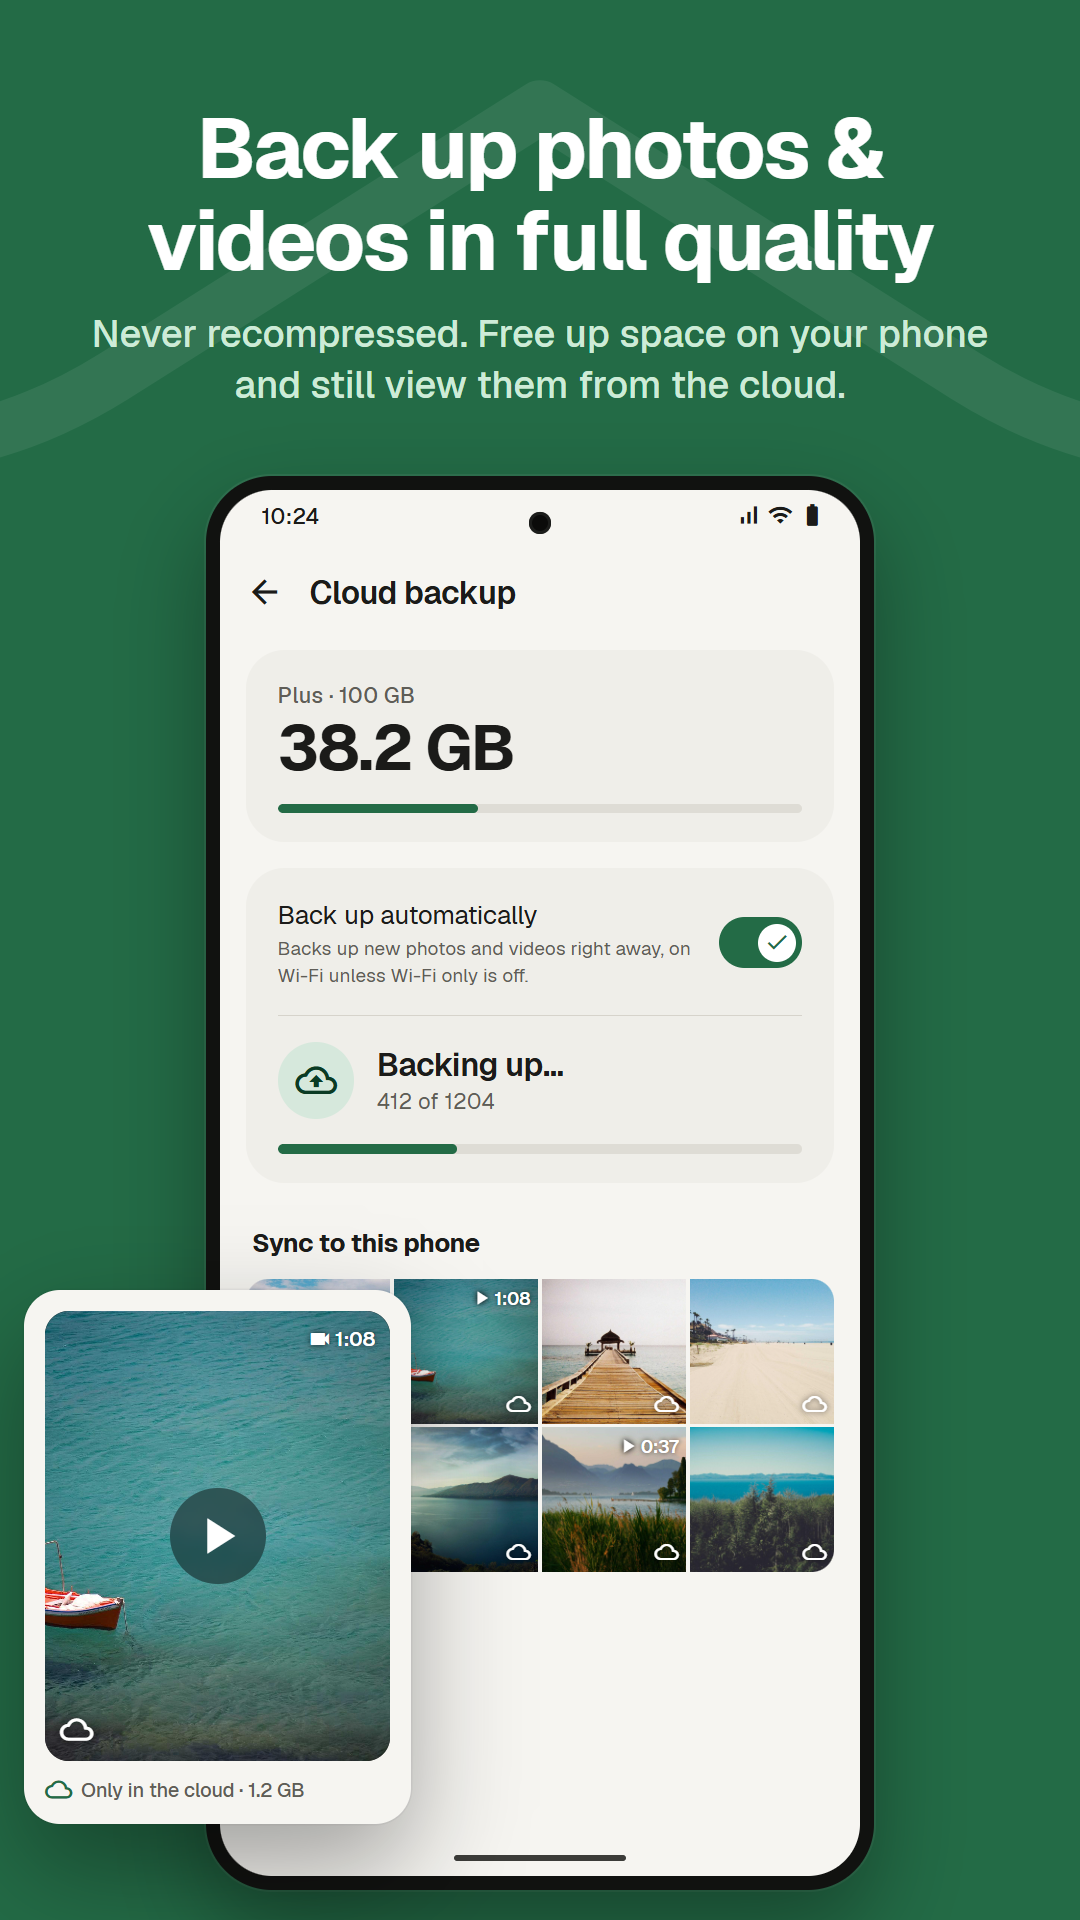 Back up photos &
videos in full quality
Never recompressed. Free up space on your phone
and still view them from the cloud.
10:24
Cloud backup
Plus · 100 GB
38.2 GB
Back up automatically
Backs up new photos and videos right away, on
Wi-Fi unless Wi-Fi only is off.
Backing up...
412 of 1204
Sync to this phone
1:08
1:08
0:37
Only in the cloud · 1.2 GB